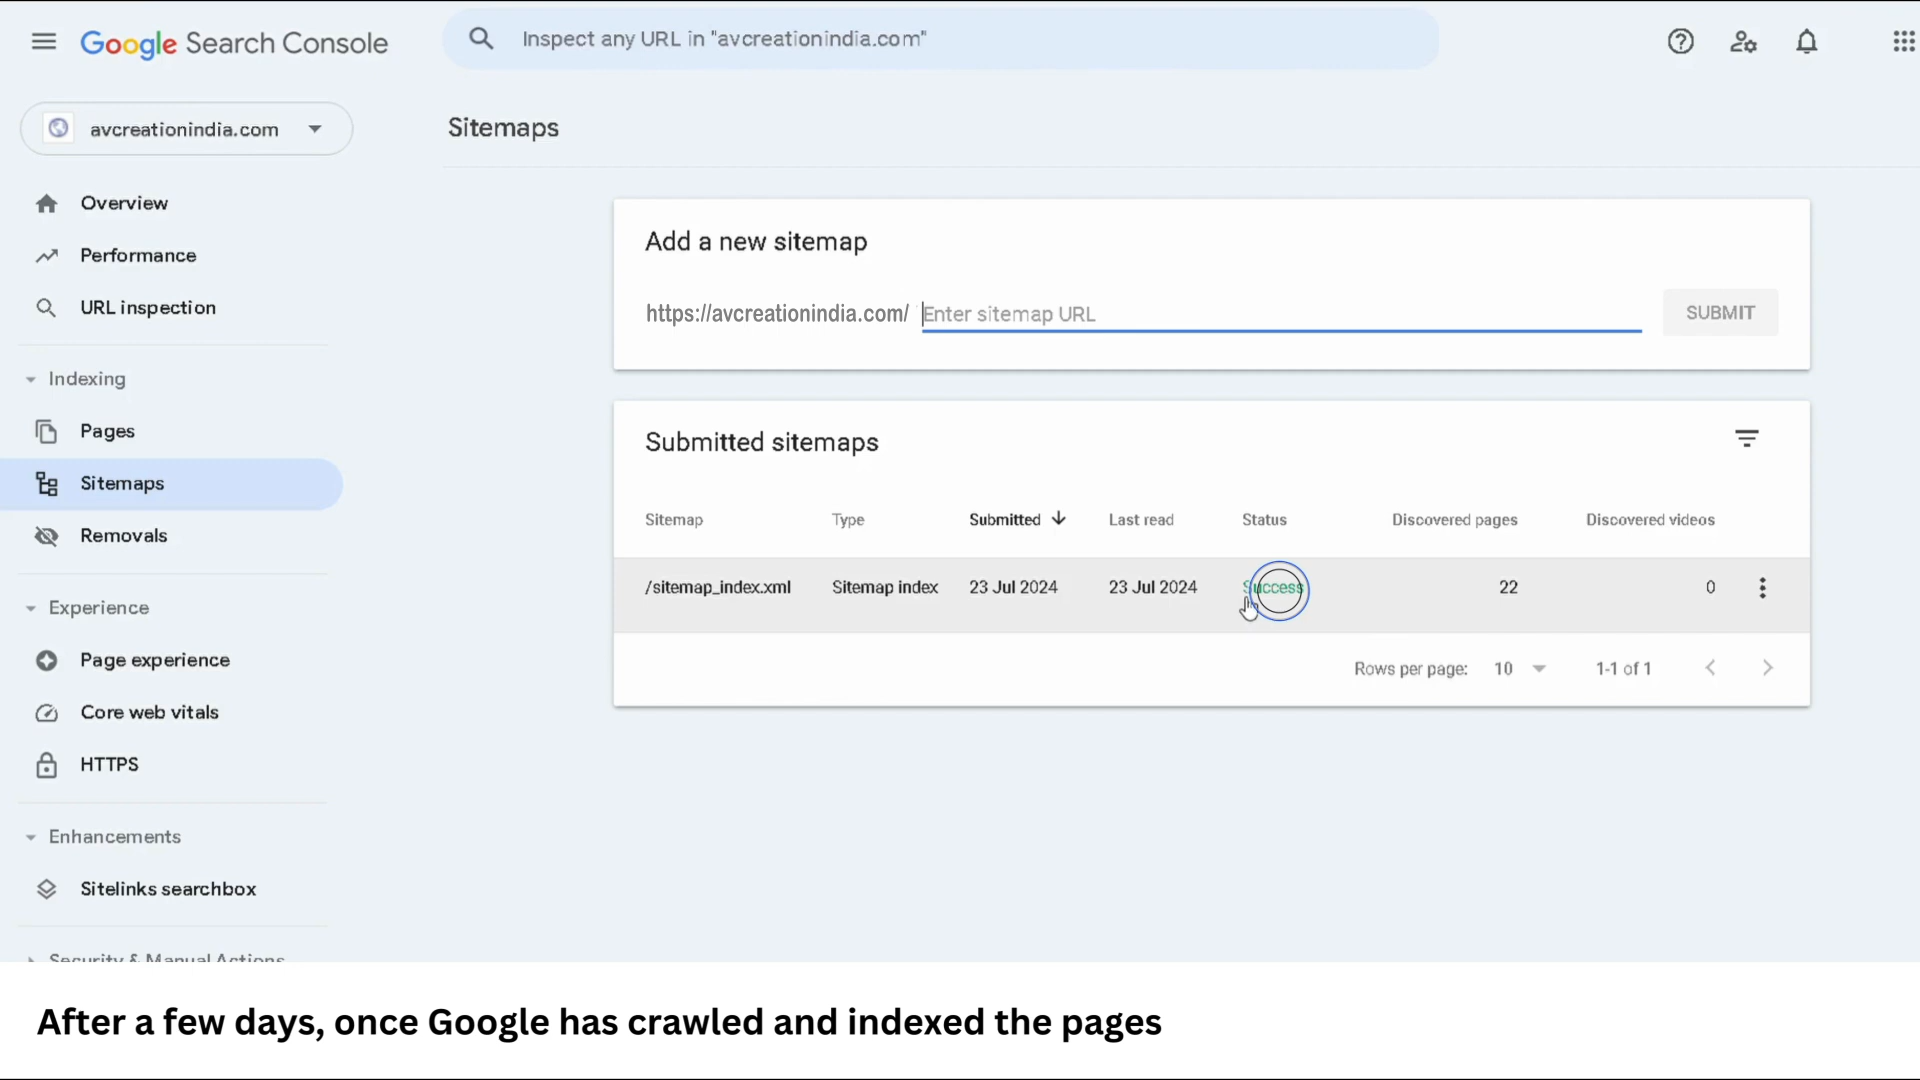 Google Search Console
Inspect any URL in "avcreationindia.com"
avcreationindia.com
Sitemaps
Overview
Performance
URL inspection
Indexing
Pages
Sitemaps
Removals
Experience
Page experience
Core web vitals
HTTPS
Enhancements
Sitelinks searchbox
Security & Manual Actions
Add a new sitemap
https://avcreationindia.com/ Enter sitemap URL SUBMIT
Submitted sitemaps
Sitemap Type Submitted Last read Status Discovered pages Discovered videos
/sitemap_index.xml Sitemap index 23 Jul 2024 23 Jul 2024 Success 22 0
Rows per page: 10 1-1 of 1
After a few days, once Google has crawled and indexed the pages